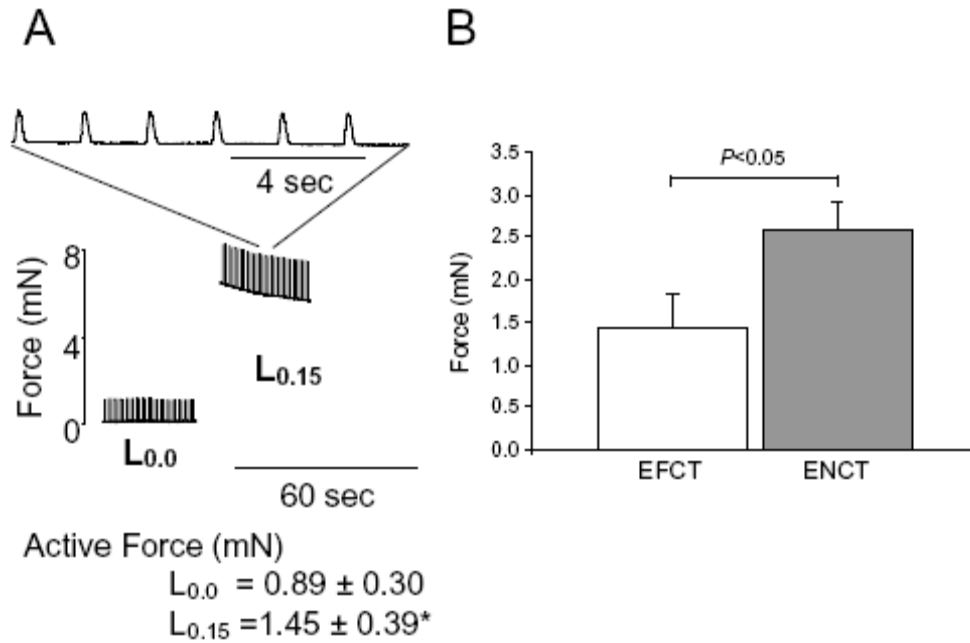 A
4 sec
Force (mN)
8
4
0
L0.15
L0.0
60 sec
Active Force (mN)
L0.0 = 0.89 ± 0.30
L0.15 =1.45 ± 0.39*
B
P<0.05
Force (mN)
3.5
3.0
2.5
2.0
1.5
1.0
0.5
0.0
EFCT
ENCT